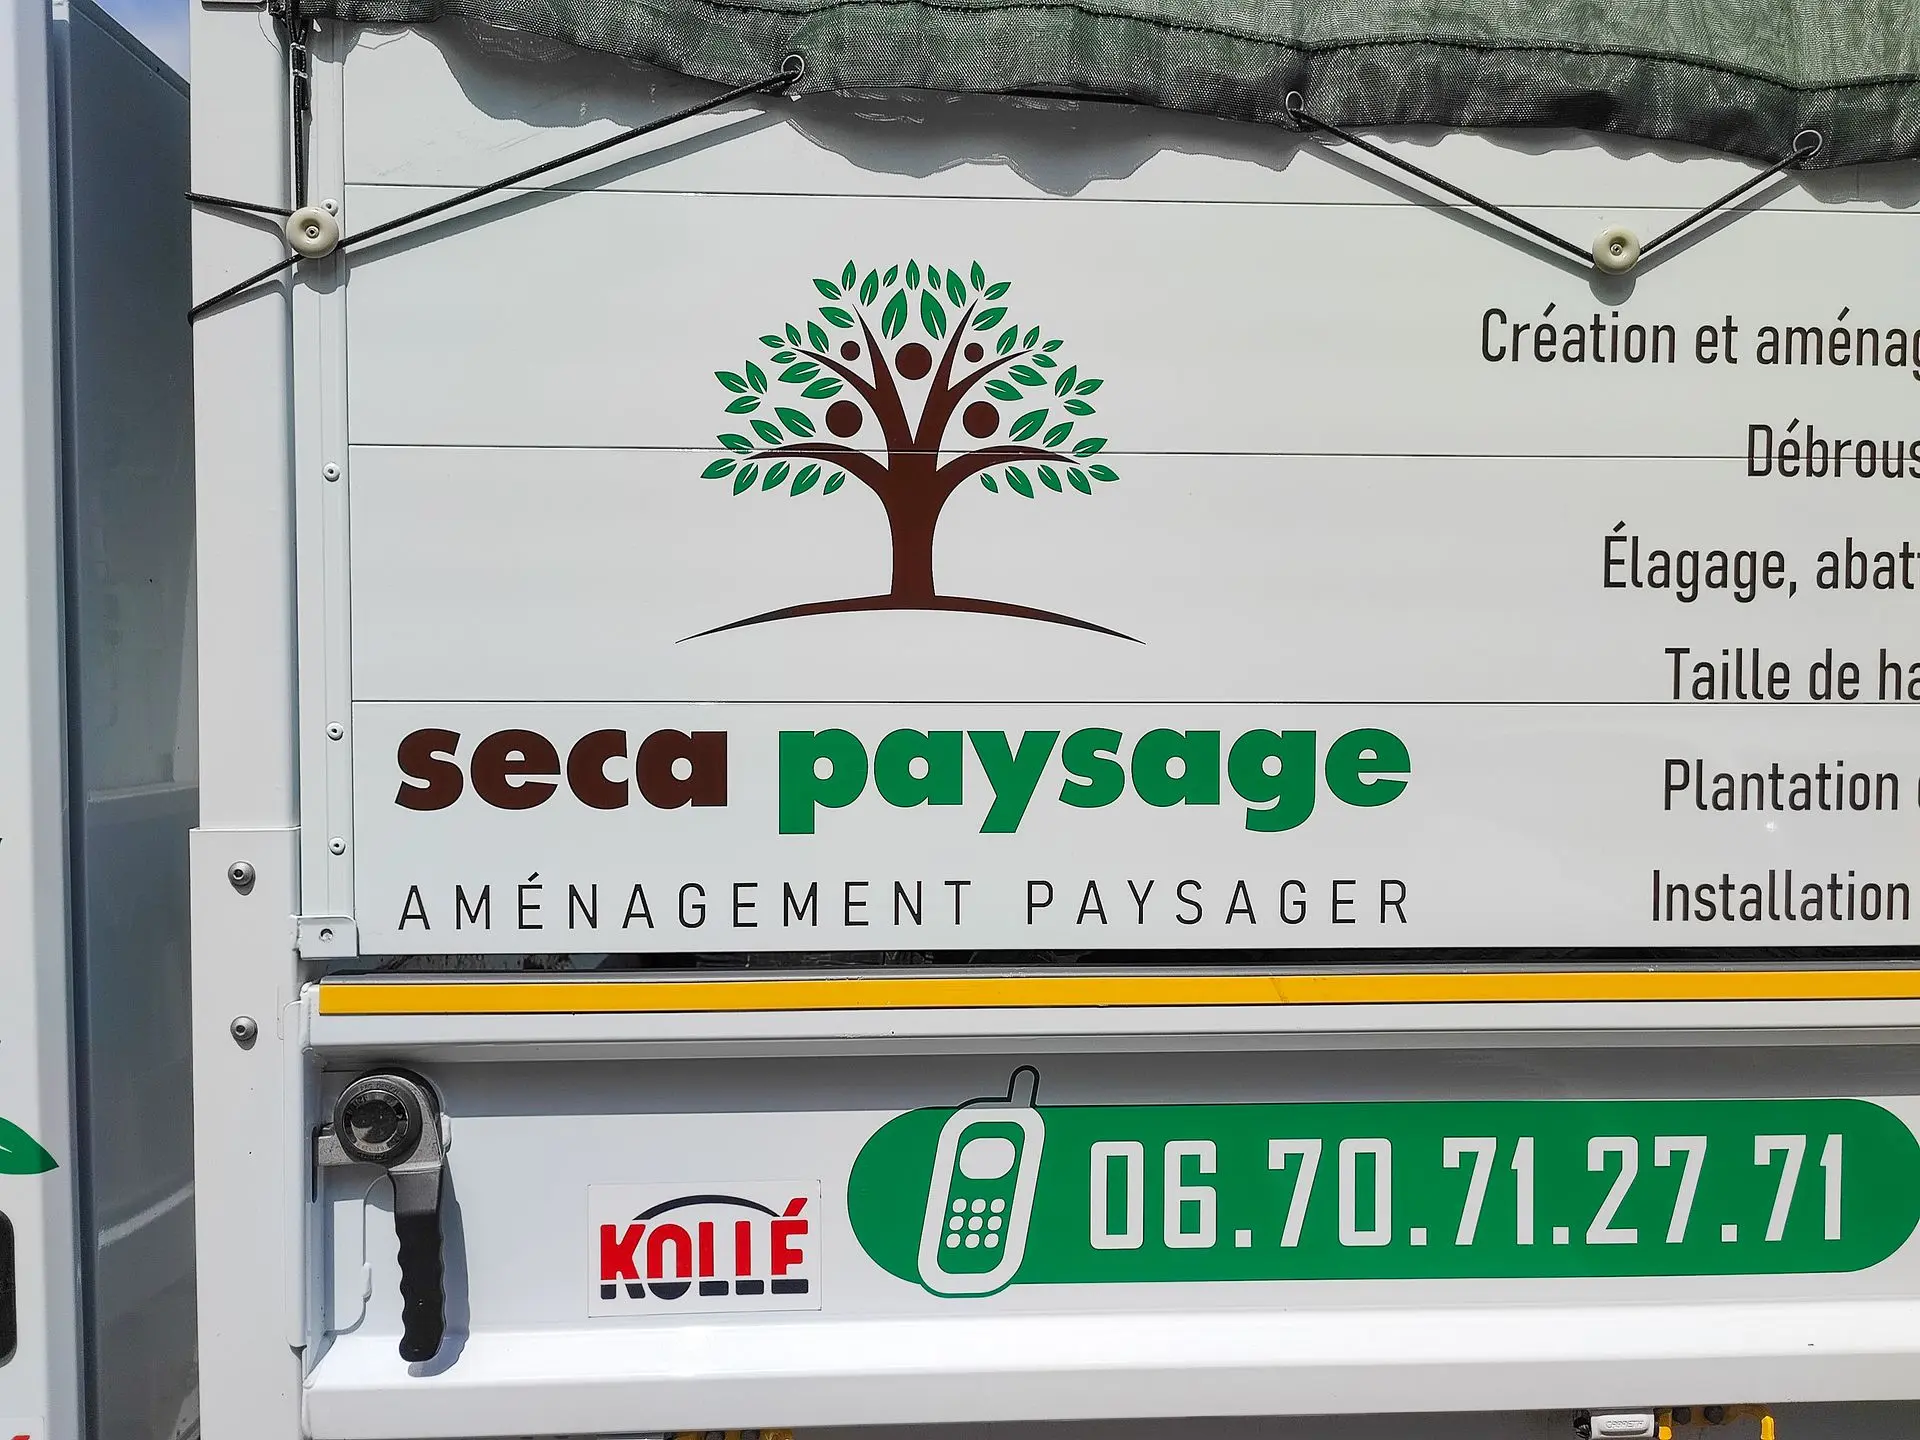 Création et aménag
Débrous
Élagage, abat
Taille de ha
Plantation
Installation
seca paysage
AMÉNAGEMENT PAYSAGER
KOLLÉ
06.70.71.27.71